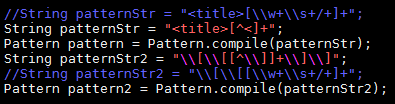 //String patternStr = "<title>[\\w+\\s+/+]+";
String patternStr = "<title>[^<]+";
Pattern pattern = Pattern.compile(patternStr);
String patternStr2 = "\\[\\[[^\\]]+\\]\\]";
//String patternStr2 = "\\[\\[[\\w+\\s+/+]+";
Pattern pattern2 = Pattern.compile(patternStr2);